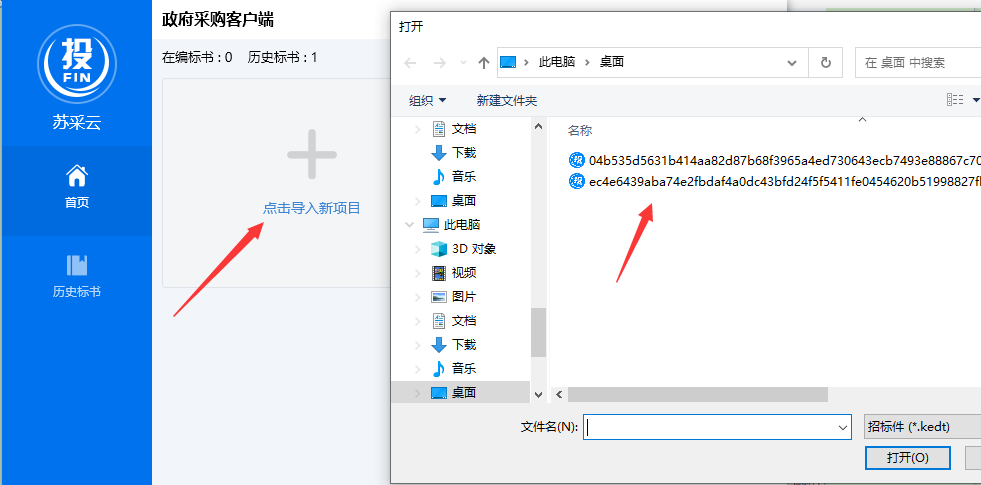 投
FIN
苏采云
首页
历史标书
政府采购客户端
在编标书：0 历史标书：1
点击导入新项目
打开
此电脑 桌面
在 桌面 中搜索
组织 新建文件夹
文档
下载
音乐
桌面
此电脑
3D 对象
视频
图片
文档
下载
音乐
桌面
名称
04b535d5631b414aa82d87b68f3965a4ed730643ecb7493e88867c70
ec4e6439aba74e2fbdaf4a0dc43bfd24f5f5411fe0454620b51998827f
文件名(N):
招标件 (*.kedt)
打开(O)